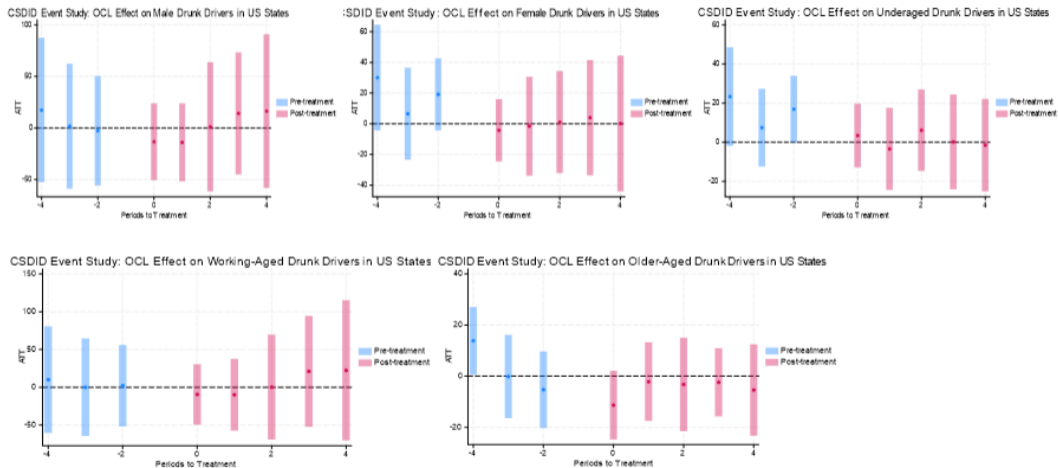 CSDID Event Study: OCL Effect on Male Drunk Drivers in US States
100
50
0
-50
ATT
-4
-2
0
2
4
Periods to Treatment
Pre-treatment
Post-treatment
CSDID Event Study: OCL Effect on Female Drunk Drivers in US States
60
40
20
0
-20
-40
ATT
-4
-2
0
2
4
Periods to Treatment
Pre-treatment
Post-treatment
CSDID Event Study: OCL Effect on Underaged Drunk Drivers in US States
60
40
20
0
-20
ATT
-4
-2
0
2
4
Periods to Treatment
Pre-treatment
Post-treatment
CSDID Event Study: OCL Effect on Working-Aged Drunk Drivers in US States
150
100
50
0
-50
ATT
-4
-2
0
2
4
Periods to Treatment
Pre-treatment
Post-treatment
CSDID Event Study: OCL Effect on Older-Aged Drunk Drivers in US States
40
20
0
-20
ATT
-4
-2
0
2
4
Periods to Treatment
Pre-treatment
Post-treatment